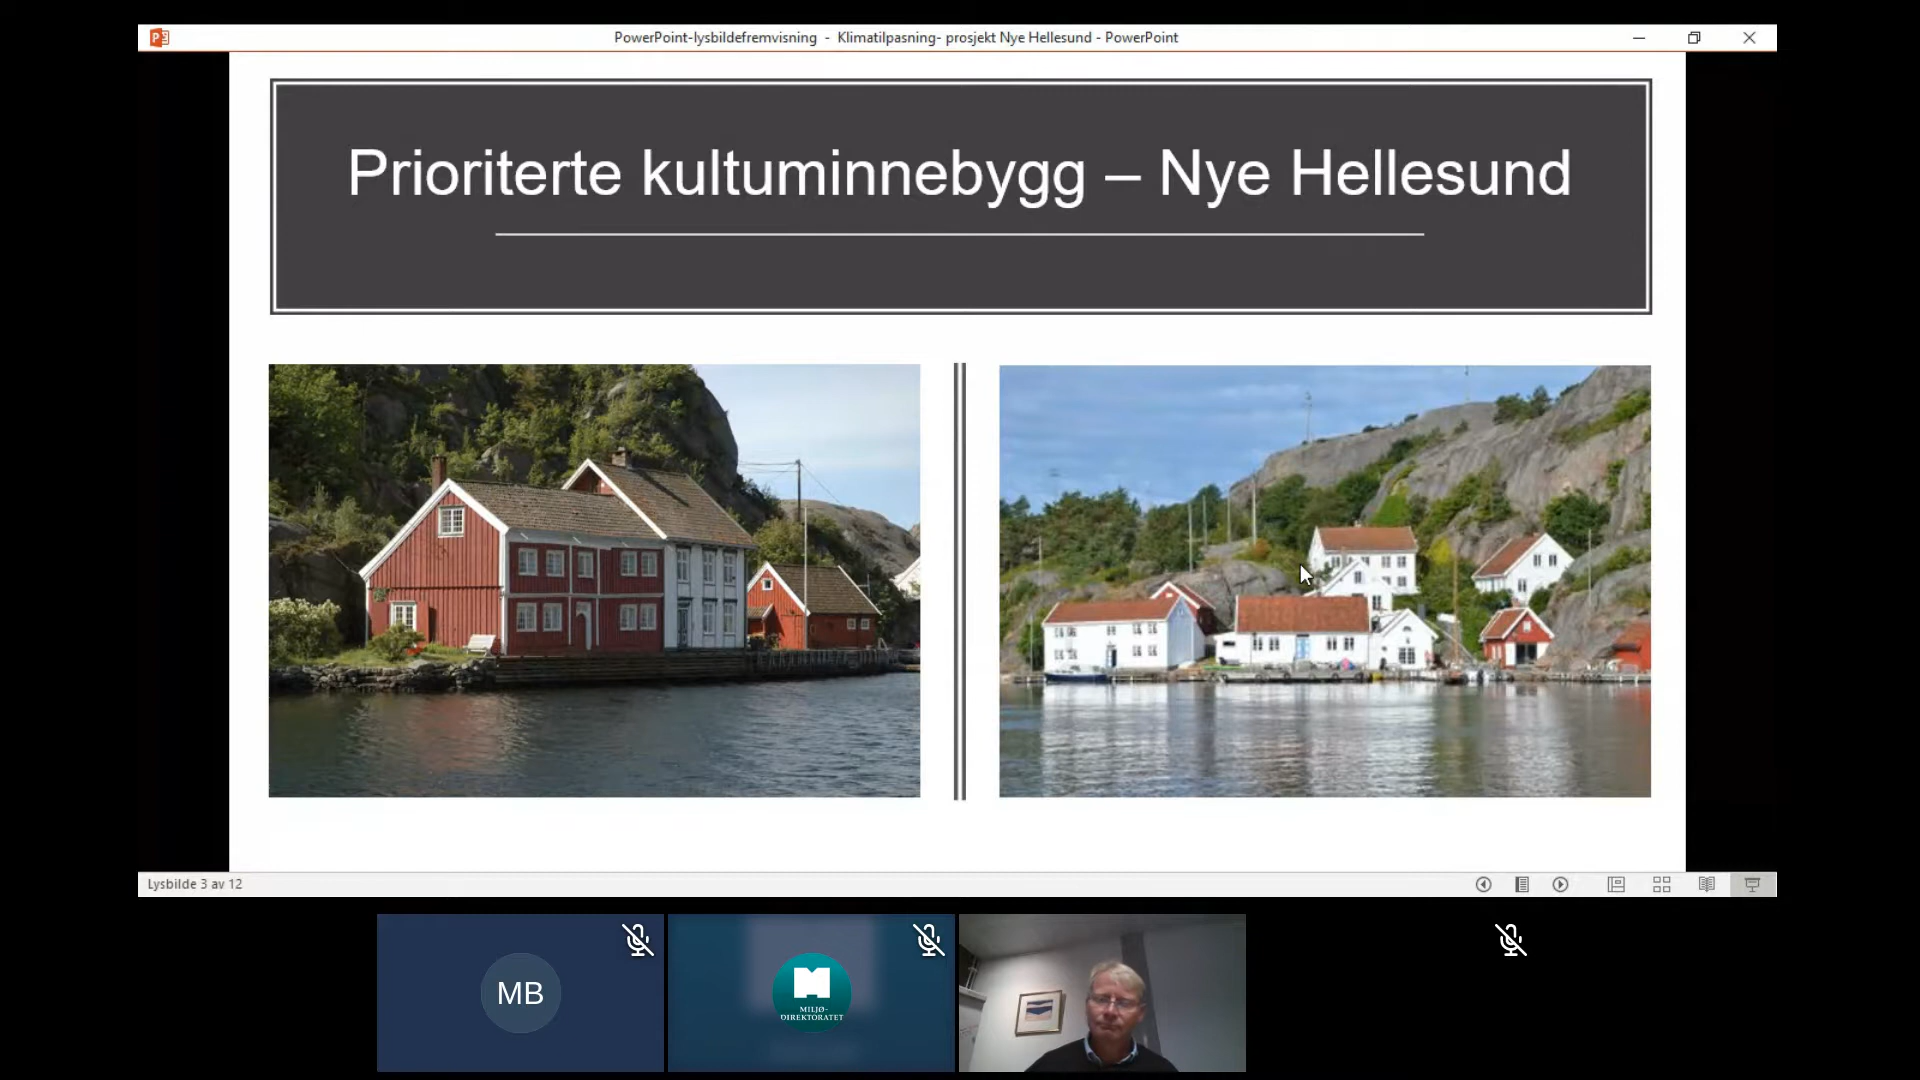 PowerPoint-lysbildefremvisning - Klimatilpasning- prosjekt Nye Hellesund - PowerPoint
Prioriterte kultuminnebygg – Nye Hellesund
Lysbilde 3 av 12
MB
MILJØ-
DIREKTORATET